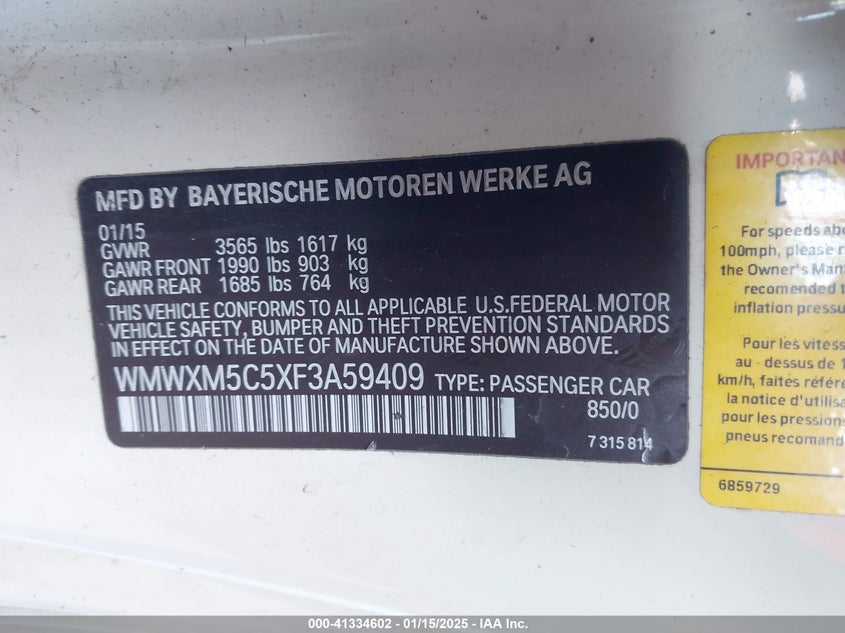 MFD BY BAYERISCHE MOTOREN WERKE AG
01/15
GVWR 3565 lbs 1617 kg
GAWR FRONT 1990 lbs 903 kg
GAWR REAR 1685 lbs 764 kg
THIS VEHICLE CONFORMS TO ALL APPLICABLE U.S.FEDERAL MOTOR
VEHICLE SAFETY, BUMPER AND THEFT PREVENTION STANDARDS
IN EFFECT ON THE DATE OF MANUFACTURE SHOWN ABOVE.
WMWXM5C5XF3A59409 TYPE: PASSENGER CAR
850/0
7 315 814
IMPORTAN
For speeds abo
100mph, please r
the Owner's Man
recomended t
inflation pressu
Pour les vitess
au - dessus de 1
km/h, faites référe
la notice d'utilisa
pour les pressions
pneus recomand
6859729
000-41334602 - 01/15/2025 - IAA Inc.